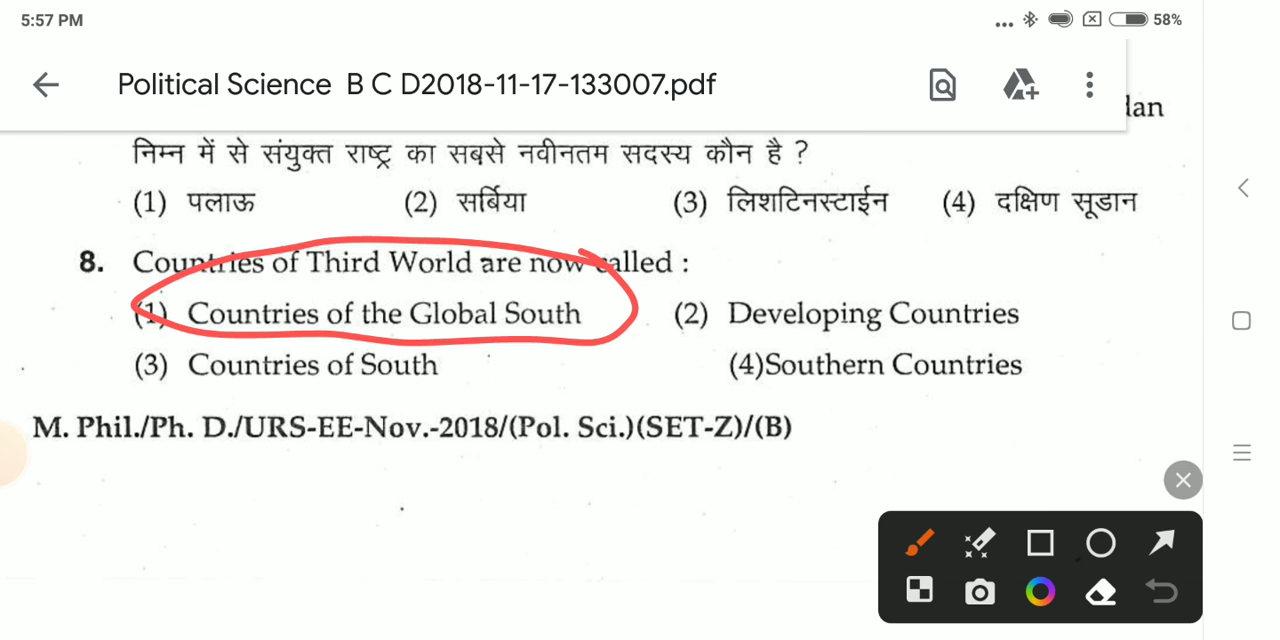 5:57 PM
58%
Political Science B C D2018-11-17-133007.pdf
dan
निम्न में से संयुक्त राष्ट्र का सबसे नवीनतम सदस्य कौन है ?
(1) पलाऊ (2) सर्बिया (3) लिशटिनस्टाईन (4) दक्षिण सूडान
8. Countries of Third World are now called :
(1) Countries of the Global South (2) Developing Countries
(3) Countries of South (4)Southern Countries
M. Phil./Ph. D./URS-EE-Nov.-2018/(Pol. Sci.)(SET-Z)/(B)